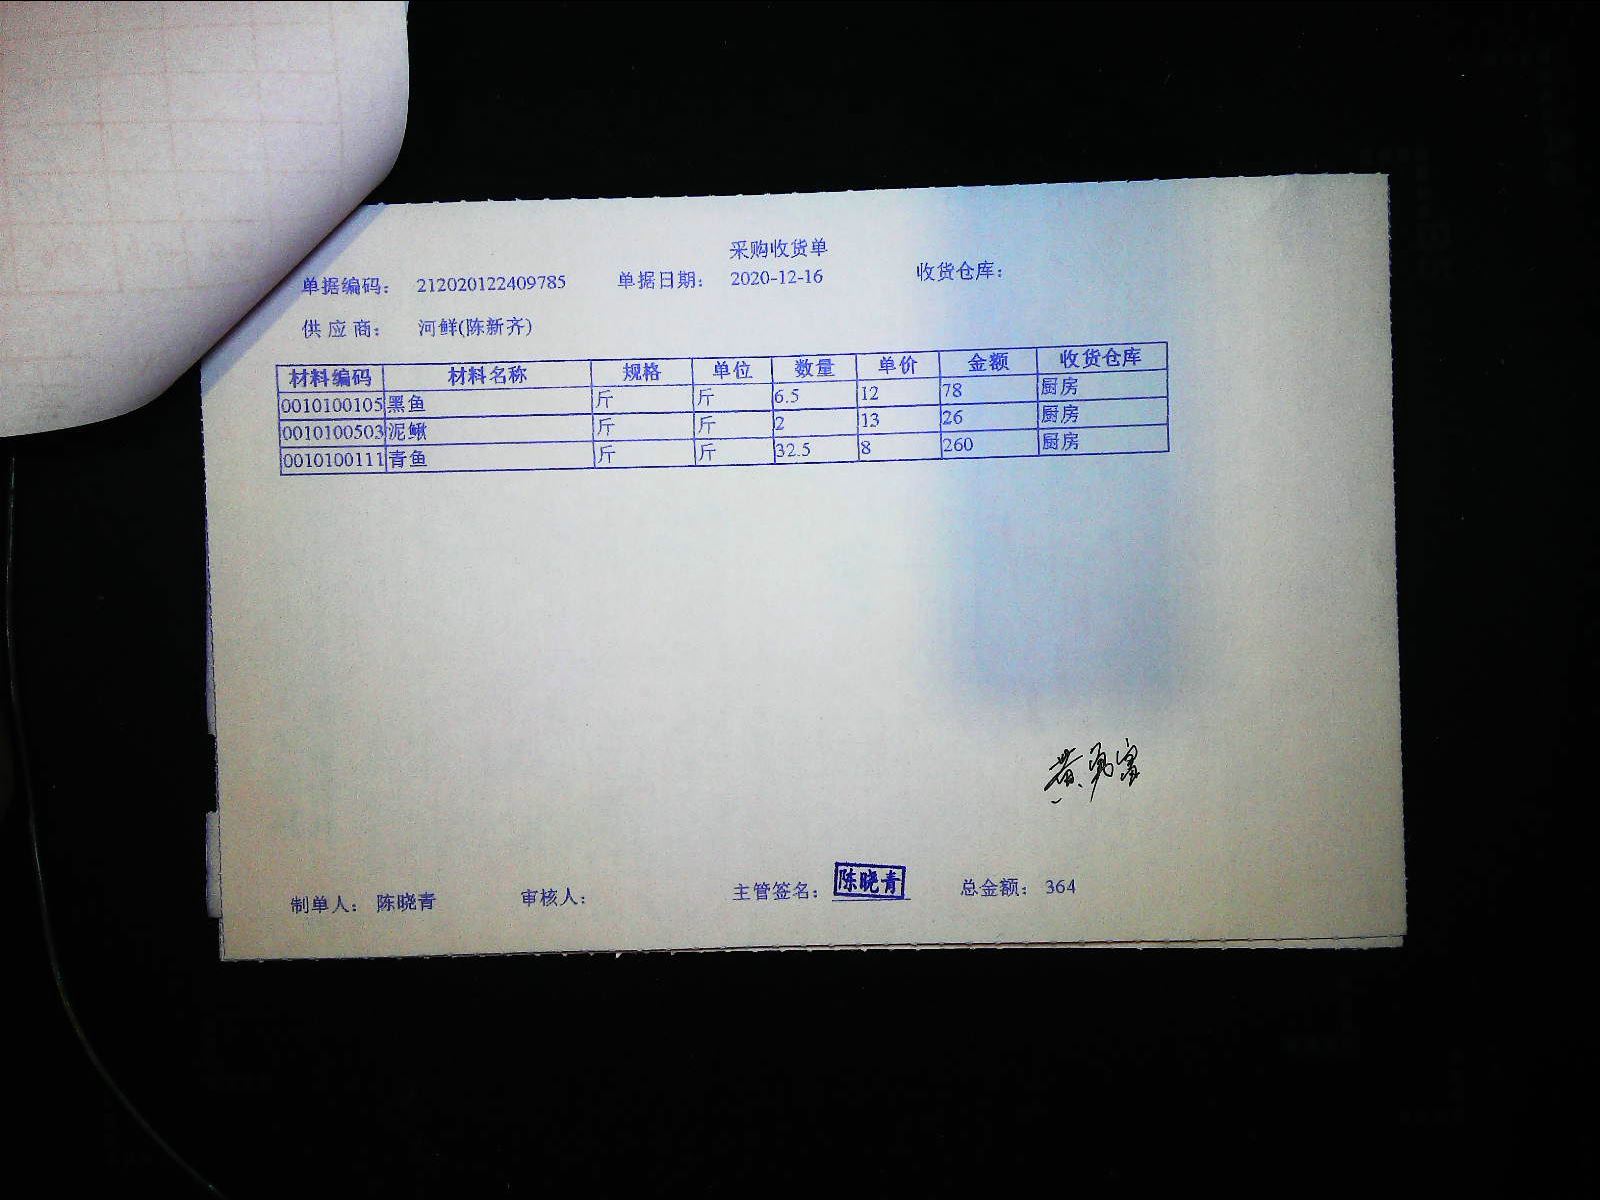 采购收货单
单据编码： 212020122409785 单据日期： 2020-12-16 收货仓库：
供应商： 河鲜(陈新齐)
材料编码 材料名称 规格 单位 数量 单价 金额 收货仓库
0010100105 黑鱼 斤 斤 6.5 12 78 厨房
0010100503 泥鳅 斤 斤 2 13 26 厨房
0010100111 青鱼 斤 斤 32.5 8 260 厨房
黄勇富
制单人： 陈晓青 审核人： 主管签名： 陈晓青 总金额： 364